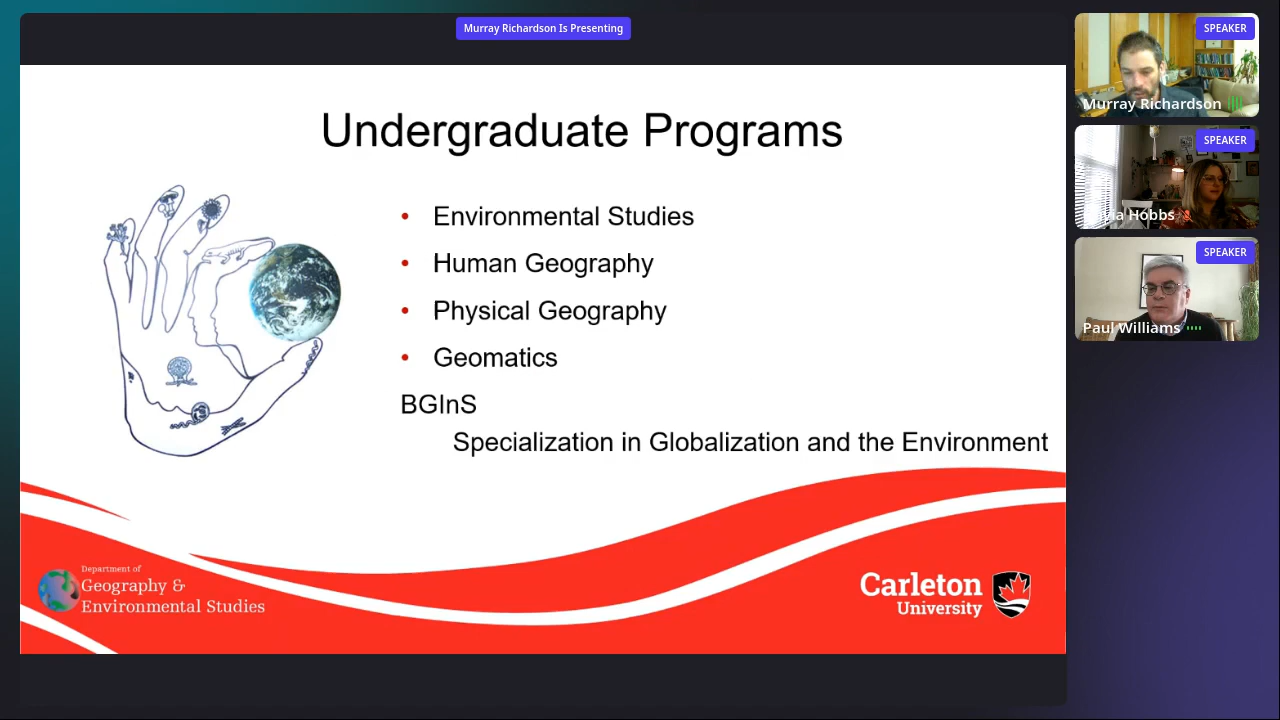 Murray Richardson Is Presenting
Undergraduate Programs
• Environmental Studies
• Human Geography
• Physical Geography
• Geomatics
BGInS
Specialization in Globalization and the Environment
Department of
Geography &
Environmental Studies
Carleton
University
SPEAKER
Murray Richardson
SPEAKER
Hobbs
SPEAKER
Paul Williams